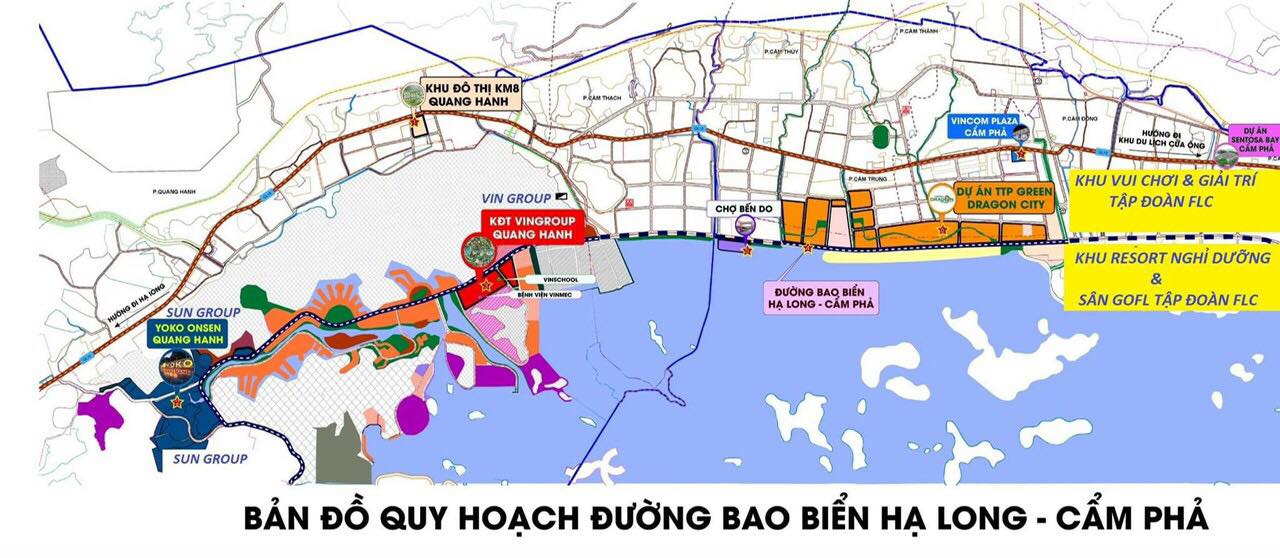 P.CẨM THÀNH
P.CẨM THỦY
KHU ĐÔ THỊ KM8
QUANG HANH
P.CẨM THẠCH
VINCOM PLAZA
CẨM PHẢ
P.CẨM ĐÔNG
HƯỚNG ĐI
KHU DU LỊCH CỬA ÔNG
DỰ ÁN
SENTOSA BAY
CẨM PHẢ
P.QUANG HANH
P.CẨM TRUNG
KHU VUI CHƠI & GIẢI TRÍ
TẬP ĐOÀN FLC
VIN GROUP
CHỢ BẾN DO
DỰ ÁN TTP GREEN
DRAGON CITY
KĐT VINGROUP
QUANG HANH
KHU RESORT NGHỈ DƯỠNG
&
SÂN GOFL TẬP ĐOÀN FLC
VINSCHOOL
BỆNH VIỆN VINMEC
ĐƯỜNG BAO BIỂN
HẠ LONG - CẨM PHẢ
HƯỚNG ĐI HẠ LONG
SUN GROUP
YOKO ONSEN
QUANG HANH
SUN GROUP
BẢN ĐỒ QUY HOẠCH ĐƯỜNG BAO BIỂN HẠ LONG - CẨM PHẢ